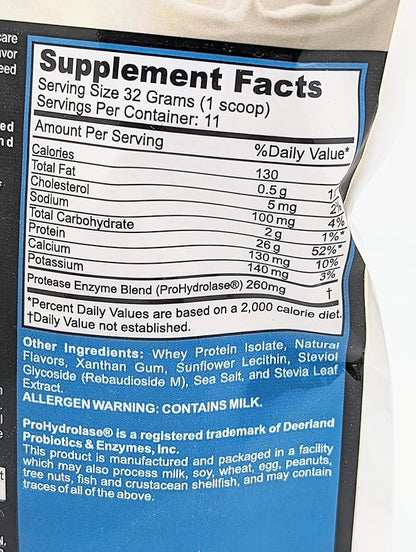 care
vor
eed
ed
n d
Supplement Facts
Serving Size 32 Grams (1 scoop)
Servings Per Container: 11
Amount Per Serving
%Daily Value*
Calories 130
Total Fat 0.5 g 1%
Cholesterol 5 mg 2%
Sodium 100 mg 4%
Total Carbohydrate 2 g 1%*
Protein 26 g 52%*
Calcium 130 mg 10%
Potassium 140 mg 3%
Protease Enzyme Blend (ProHydrolase®) 260mg †
*Percent Daily Values are based on a 2,000 calorie diet.
†Daily Value not established.
Other Ingredients: Whey Protein Isolate, Natural
Flavors, Xanthan Gum, Sunflower Lecithin, Steviol
Glycoside (Rebaudioside M), Sea Salt, and Stevia Leaf
Extract.
ALLERGEN WARNING: CONTAINS MILK.
ProHydrolase® is a registered trademark of Deerland
Probiotics & Enzymes, Inc.
This product is manufactured and packaged in a facility
which may also process milk, soy, wheat, egg, peanuts,
tree nuts, fish and crustacean shellfish, and may contain
traces of all of the above.